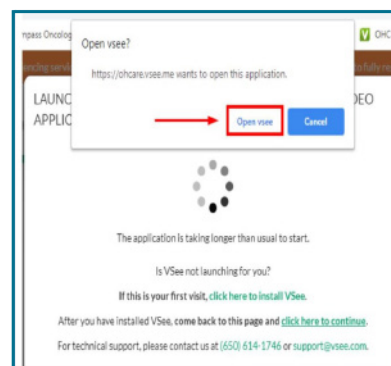 mpass Oncolog
OHC
Open vsee?
https://ohcare.vsee.me wants to open this application.
Open vsee
Cancel
LAUNC
DEO
APPLIC
The application is taking longer than usual to start.
Is VSee not launching for you?
If this is your first visit, click here to install VSee.
After you have installed VSee, come back to this page and click here to continue.
For technical support, please contact us at (650) 614-1746 or support@vsee.com.